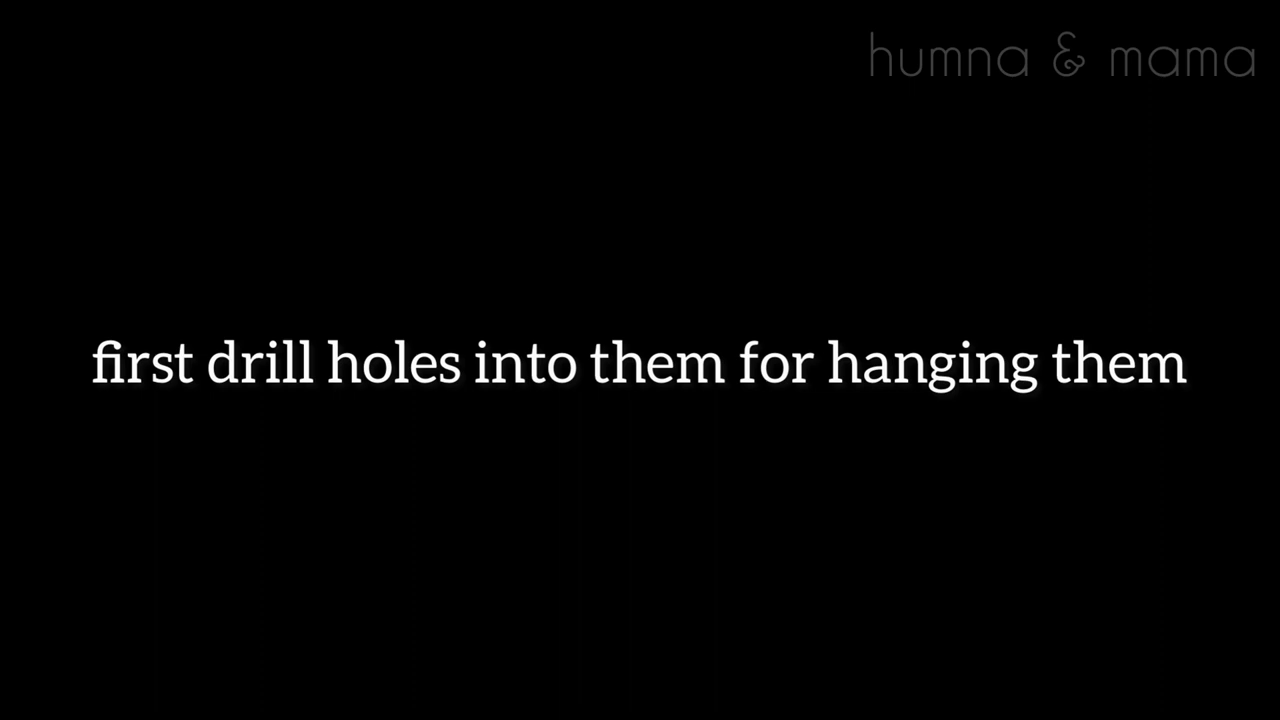 humna & mama
first drill holes into them for hanging them